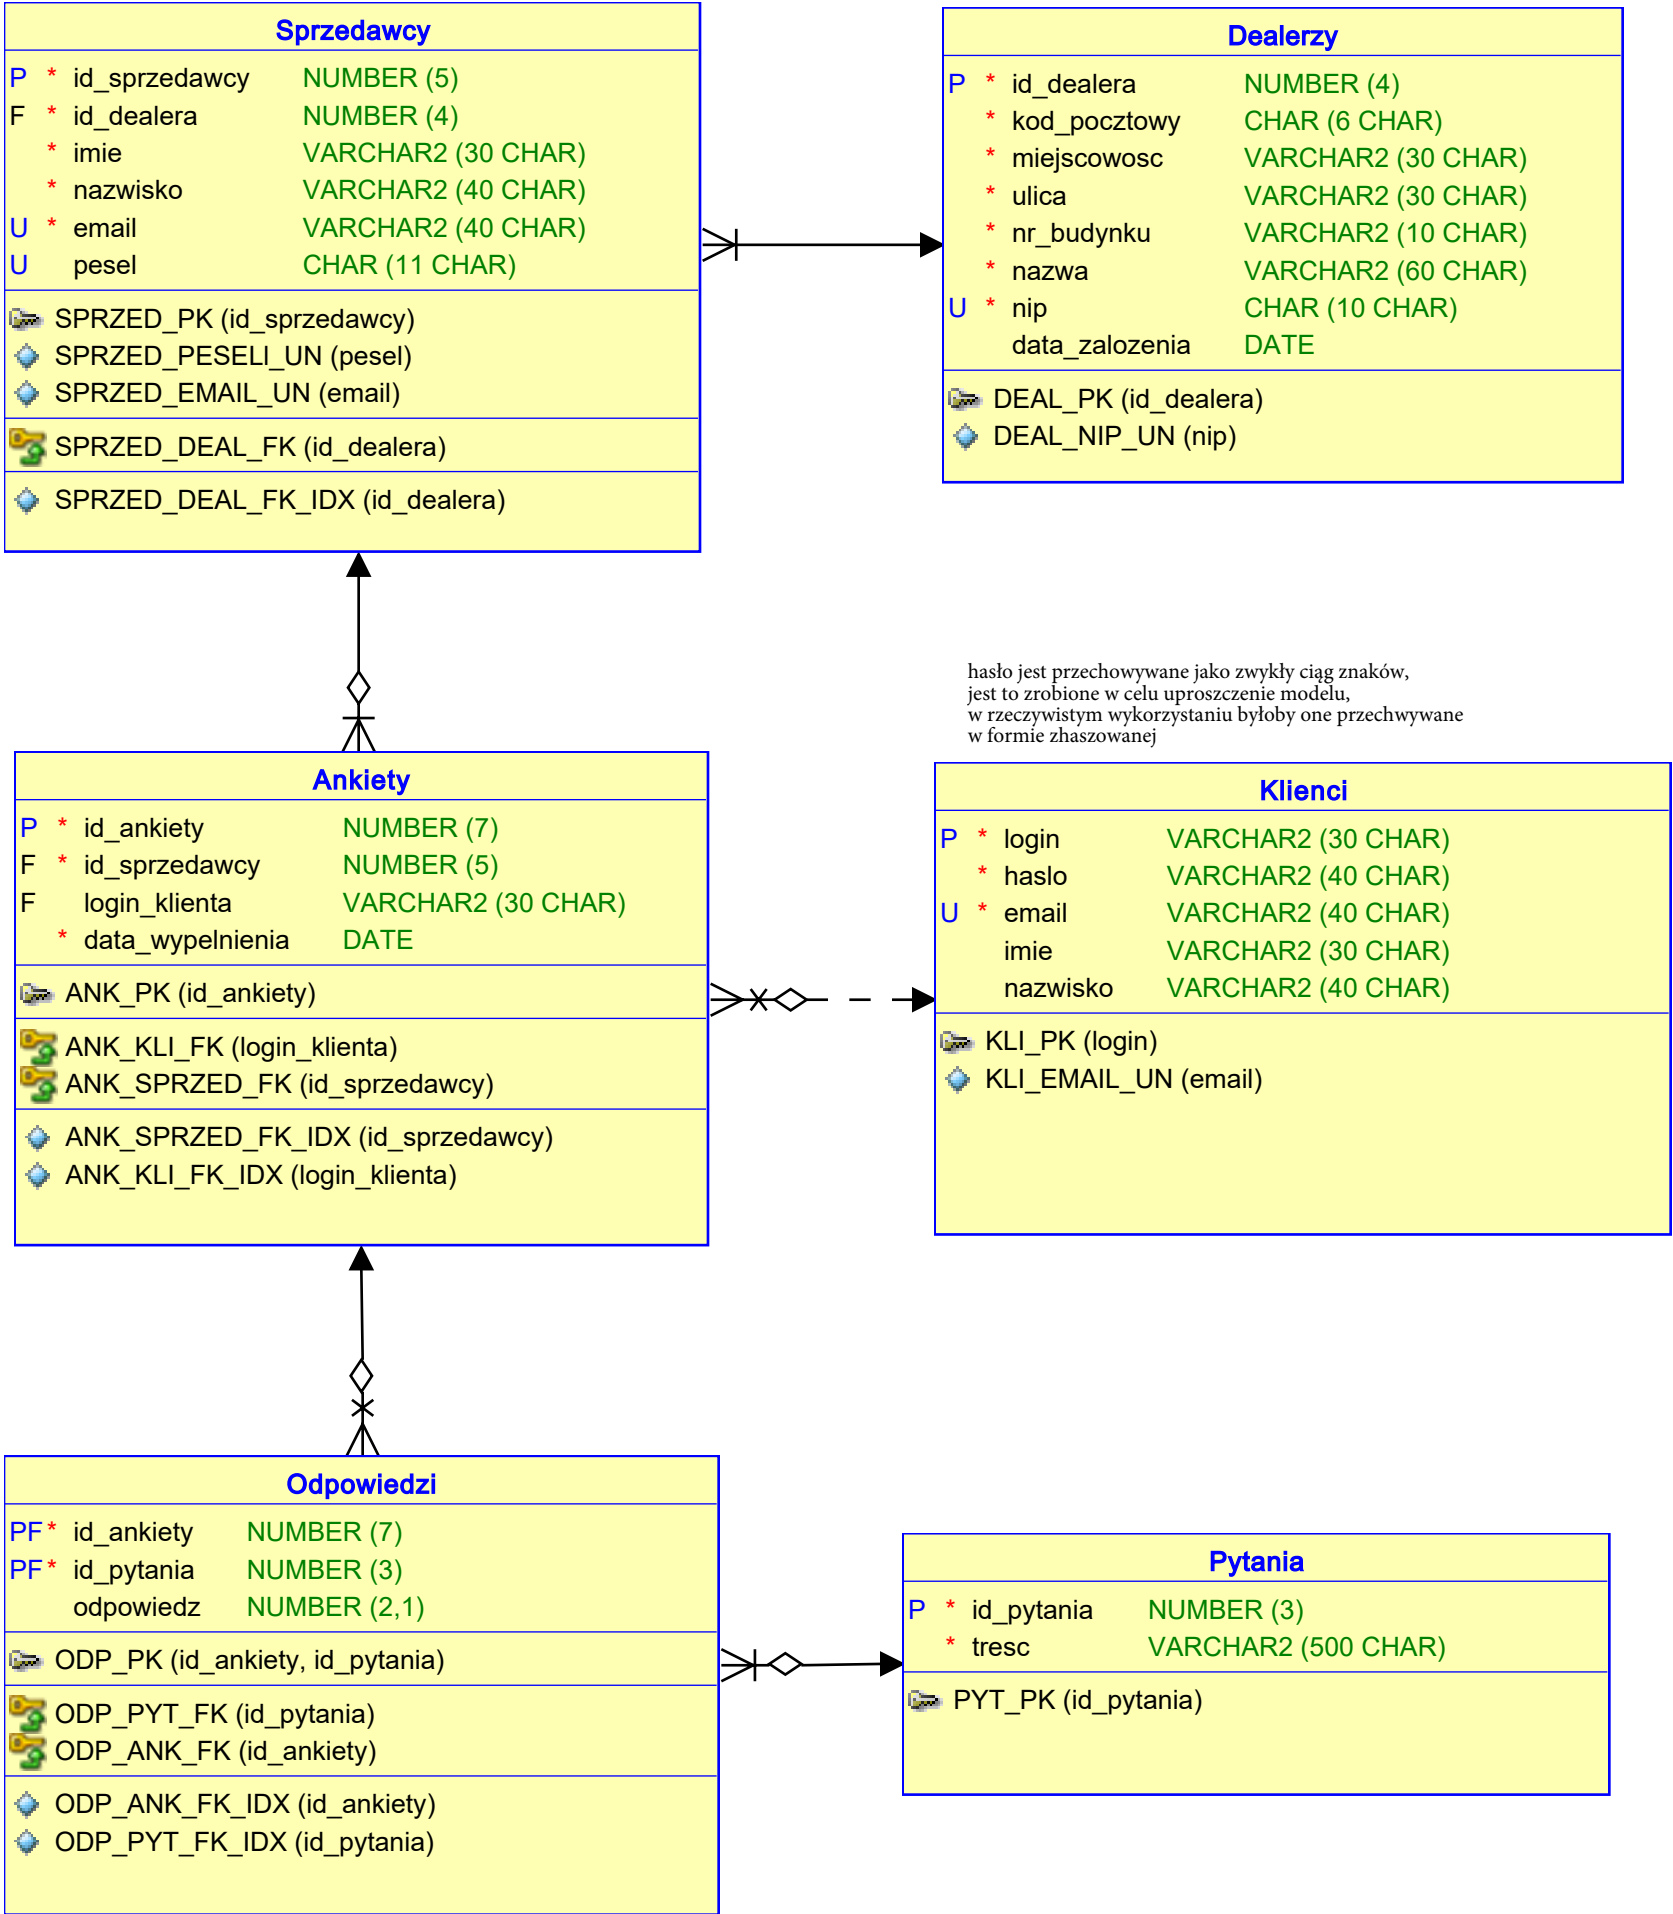 Sprzedawcy
P * id_sprzedawcy NUMBER (5)
F * id_dealera NUMBER (4)
* imie VARCHAR2 (30 CHAR)
* nazwisko VARCHAR2 (40 CHAR)
U * email VARCHAR2 (40 CHAR)
U pesel CHAR (11 CHAR)
SPRZED_PK (id_sprzedawcy)
SPRZED_PESELI_UN (pesel)
SPRZED_EMAIL_UN (email)
SPRZED_DEAL_FK (id_dealera)
SPRZED_DEAL_FK_IDX (id_dealera)
Dealerzy
P * id_dealera NUMBER (4)
* kod_pocztowy CHAR (6 CHAR)
* miejscowosc VARCHAR2 (30 CHAR)
* ulica VARCHAR2 (30 CHAR)
* nr_budynku VARCHAR2 (10 CHAR)
* nazwa VARCHAR2 (60 CHAR)
U * nip CHAR (10 CHAR)
data_zalozenia DATE
DEAL_PK (id_dealera)
DEAL_NIP_UN (nip)
hasło jest przechowywane jako zwykły ciąg znaków,
jest to zrobione w celu uproszczenie modelu,
w rzeczywistym wykorzystaniu byłoby one przechwywane
w formie zhaszowanej
Ankiety
P * id_ankiety NUMBER (7)
F * id_sprzedawcy NUMBER (5)
F login_klienta VARCHAR2 (30 CHAR)
* data_wypelnienia DATE
ANK_PK (id_ankiety)
ANK_KLI_FK (login_klienta)
ANK_SPRZED_FK (id_sprzedawcy)
ANK_SPRZED_FK_IDX (id_sprzedawcy)
ANK_KLI_FK_IDX (login_klienta)
Klienci
P * login VARCHAR2 (30 CHAR)
* haslo VARCHAR2 (40 CHAR)
U * email VARCHAR2 (40 CHAR)
imie VARCHAR2 (30 CHAR)
nazwisko VARCHAR2 (40 CHAR)
KLI_PK (login)
KLI_EMAIL_UN (email)
Odpowiedzi
PF * id_ankiety NUMBER (7)
PF * id_pytania NUMBER (3)
odpowiedz NUMBER (2,1)
ODP_PK (id_ankiety, id_pytania)
ODP_PYT_FK (id_pytania)
ODP_ANK_FK (id_ankiety)
ODP_ANK_FK_IDX (id_ankiety)
ODP_PYT_FK_IDX (id_pytania)
Pytania
P * id_pytania NUMBER (3)
* tresc VARCHAR2 (500 CHAR)
PYT_PK (id_pytania)